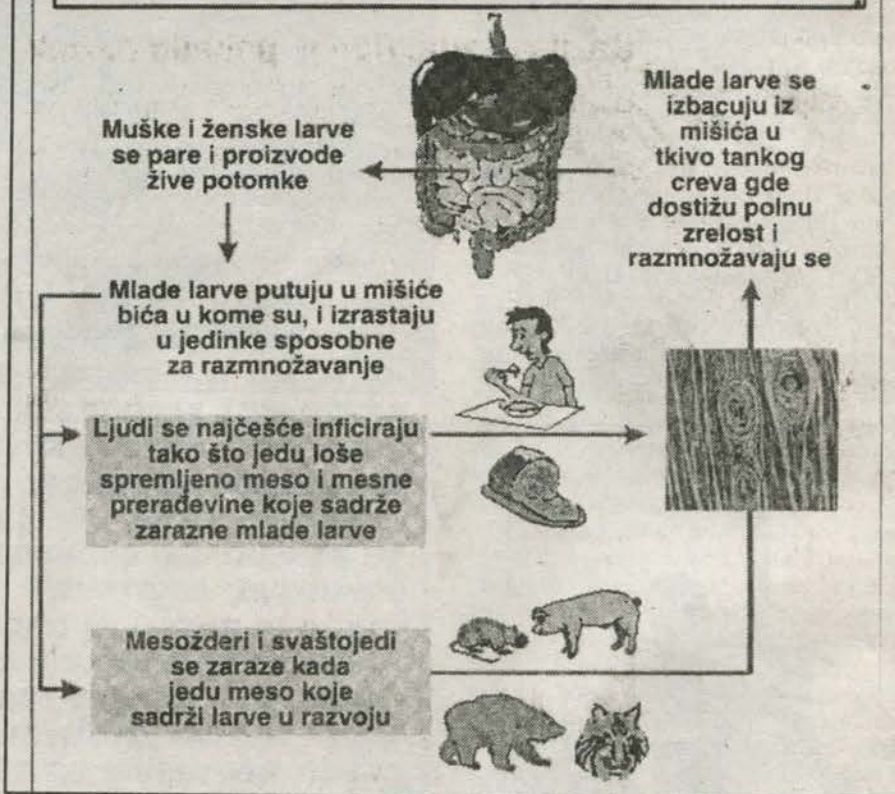 Muške i ženske larve
se pare i proizvode
žive potomke
Mlade larve se
izbacuju iz
mišića u
tkivo tankog
creva gde
dostižu polnu
zrelost i
razmnožavaju se
Mlade larve putuju u mišiće
bića u kome su, i izrastaju
u jedinke sposobne
za razmnožavanje
Ljudi se najčešće inficiraju
tako što jedu loše
spremljeno meso i mesne
prerađevine koje sadrže
zarazne mlade larve
Mesožderi i svaštojedi
se zaraze kada
jedu meso koje
sadrži larve u razvoju